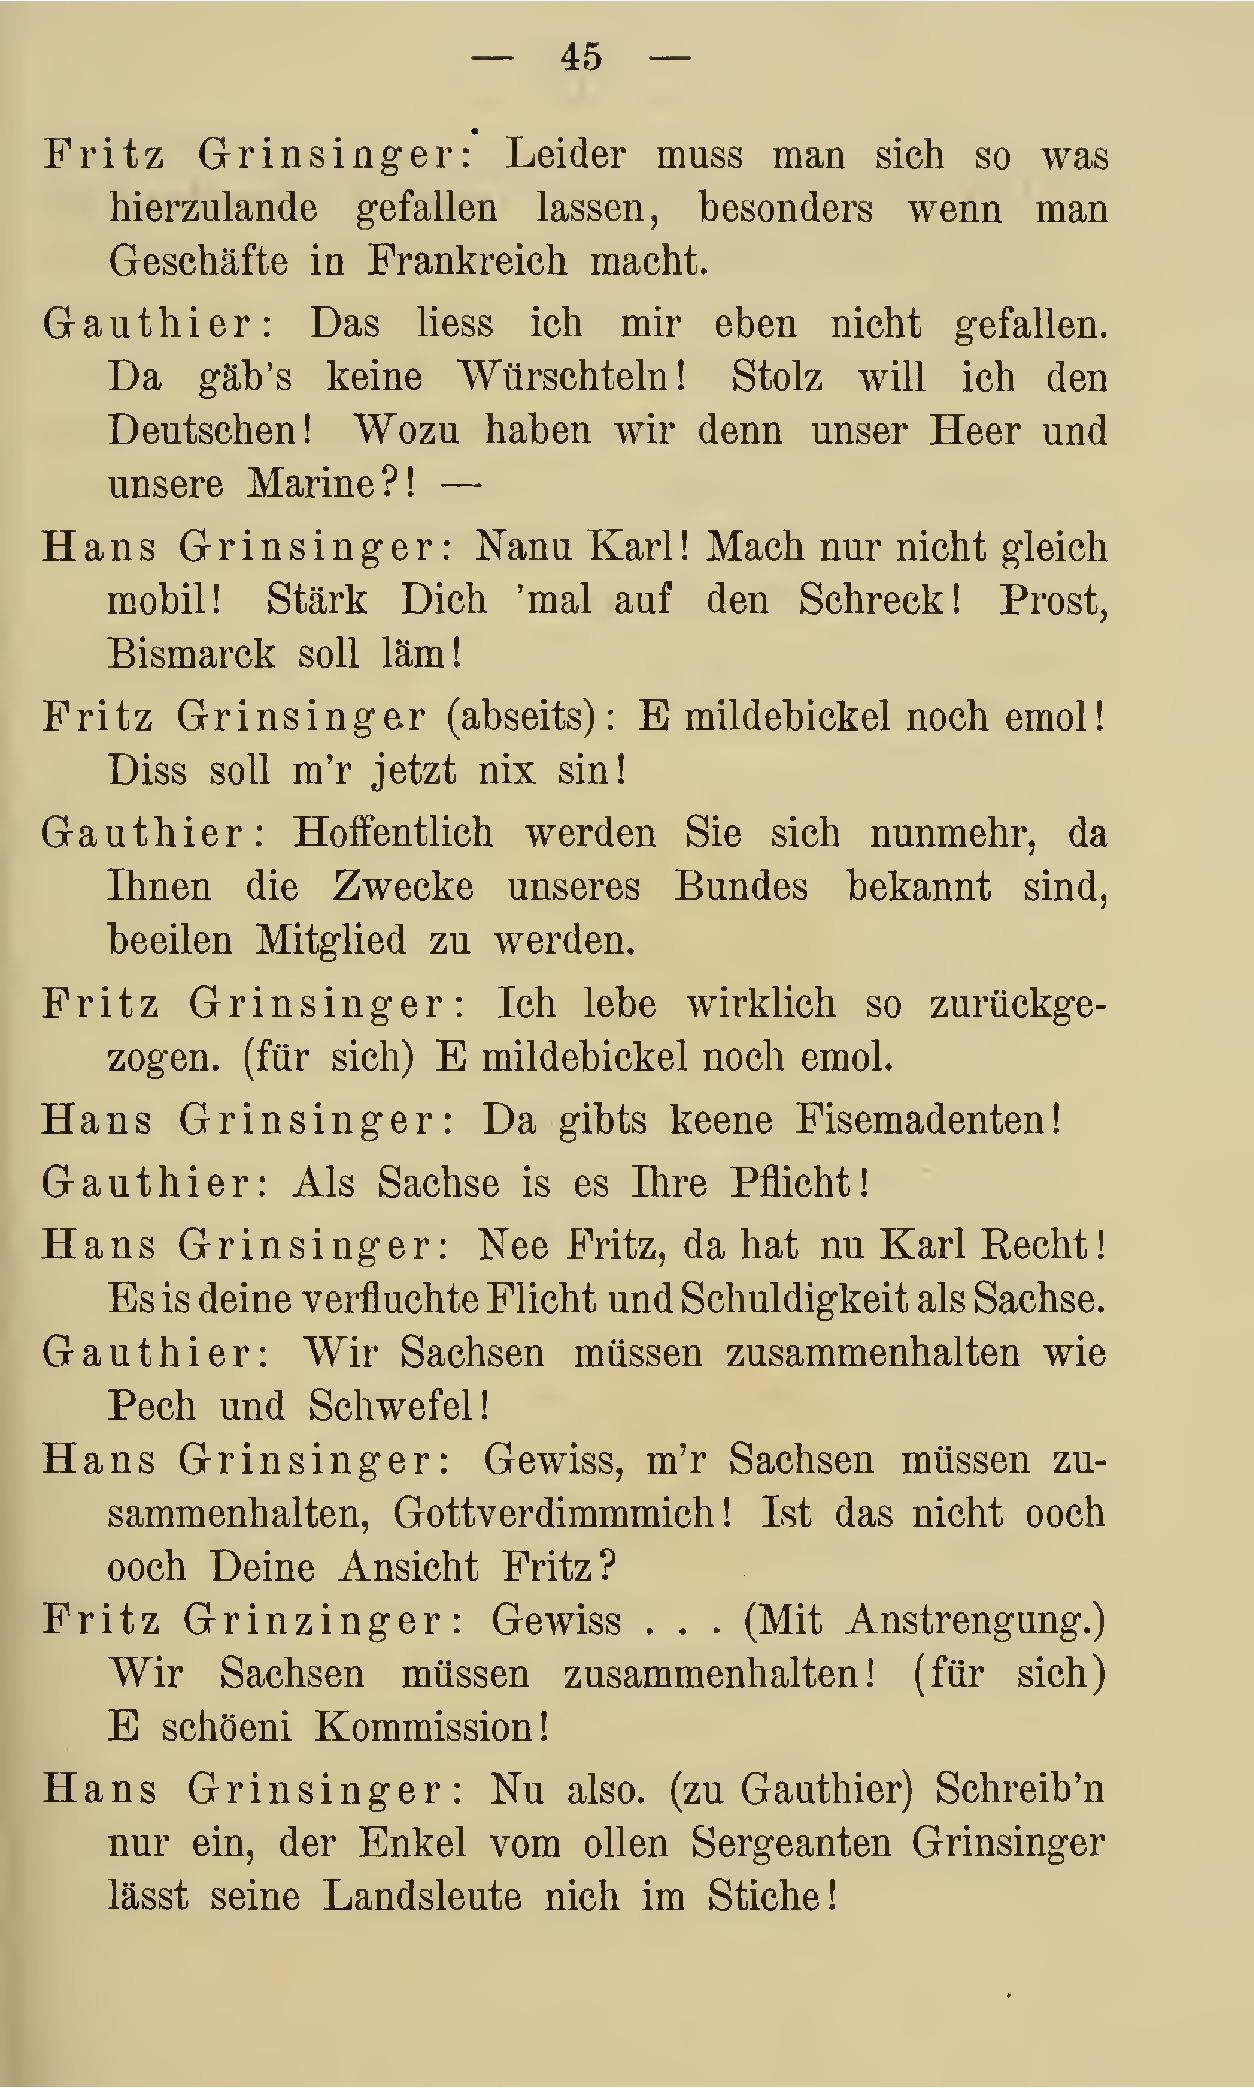 — 45 —
Fritz Grinsinger: Leider muss man sich so was
hierzulande gefallen lassen, besonders wenn man
Geschäfte in Frankreich macht.
Gauthier: Das liess ich mir eben nicht gefallen.
Da gäb's keine Würschteln! Stolz will ich den
Deutschen! Wozu haben wir denn unser Heer und
unsere Marine?! —
Hans Grinsinger: Nanu Karl! Mach nur nicht gleich
mobil! Stärk Dich 'mal auf den Schreck! Prost,
Bismarck soll läm!
Fritz Grinsinger (abseits): E mildebickel noch emol!
Diss soll m'r jetzt nix sin!
Gauthier: Hoffentlich werden Sie sich nunmehr, da
Ihnen die Zwecke unseres Bundes bekannt sind,
beeilen Mitglied zu werden.
Fritz Grinsinger: Ich lebe wirklich so zurückge-
zogen. (für sich) E mildebickel noch emol.
Hans Grinsinger: Da gibts keene Fisemadenten!
Gauthier: Als Sachse is es Ihre Pflicht!
Hans Grinsinger: Nee Fritz, da hat nu Karl Recht!
Es is deine verfluchte Flicht und Schuldigkeit als Sachse.
Gauthier: Wir Sachsen müssen zusammenhalten wie
Pech und Schwefel!
Hans Grinsinger: Gewiss, m'r Sachsen müssen zu-
sammenhalten, Gottverdimmmich! Ist das nicht ooch
ooch Deine Ansicht Fritz?
Fritz Grinzinger: Gewiss . . . (Mit Anstrengung.)
Wir Sachsen müssen zusammenhalten! (für sich)
E schöeni Kommission!
Hans Grinsinger: Nu also. (zu Gauthier) Schreib'n
nur ein, der Enkel vom ollen Sergeanten Grinsinger
lässt seine Landsleute nich im Stiche!